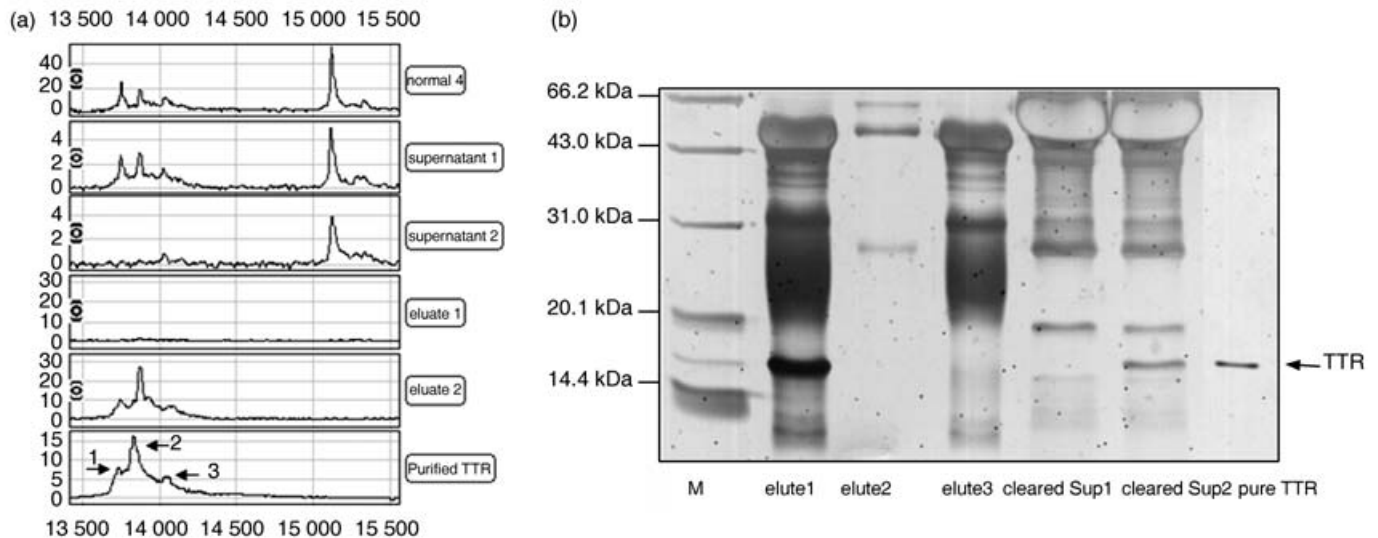 (a) 13 500 14 000 14 500 15 000 15 500
40
20
0
normal 4
4
2
0
supernatant 1
4
2
0
supernatant 2
30
20
10
0
eluate 1
30
20
10
0
eluate 2
15
10
5
0
1
2
3
Purified TTR
13 500 14 000 14 500 15 000 15 500
(b)
66.2 kDa
43.0 kDa
31.0 kDa
20.1 kDa
14.4 kDa
TTR
M elute1 elute2 elute3 cleared Sup1 cleared Sup2 pure TTR